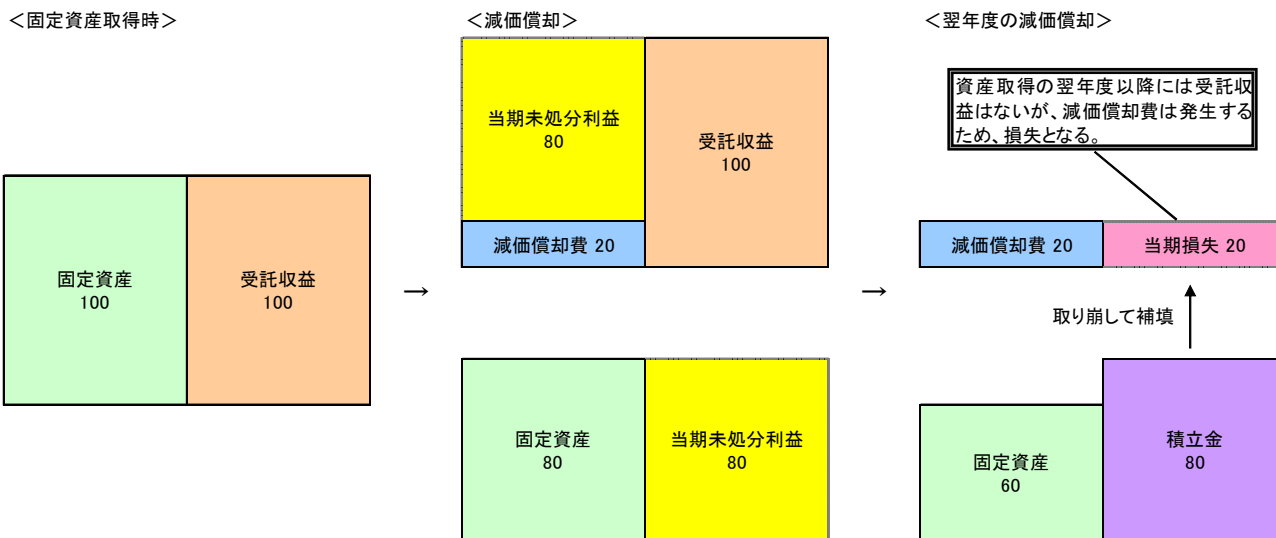 ＜固定資産取得時＞
固定資産
100
受託収益
100
→
＜減価償却＞
当期未処分利益
80
減価償却費 20
受託収益
100
固定資産
80
当期未処分利益
80
→
＜翌年度の減価償却＞
資産取得の翌年度以降には受託収
益はないが、減価償却費は発生する
ため、損失となる。
減価償却費 20
当期損失 20
取り崩して補填
固定資産
60
積立金
80